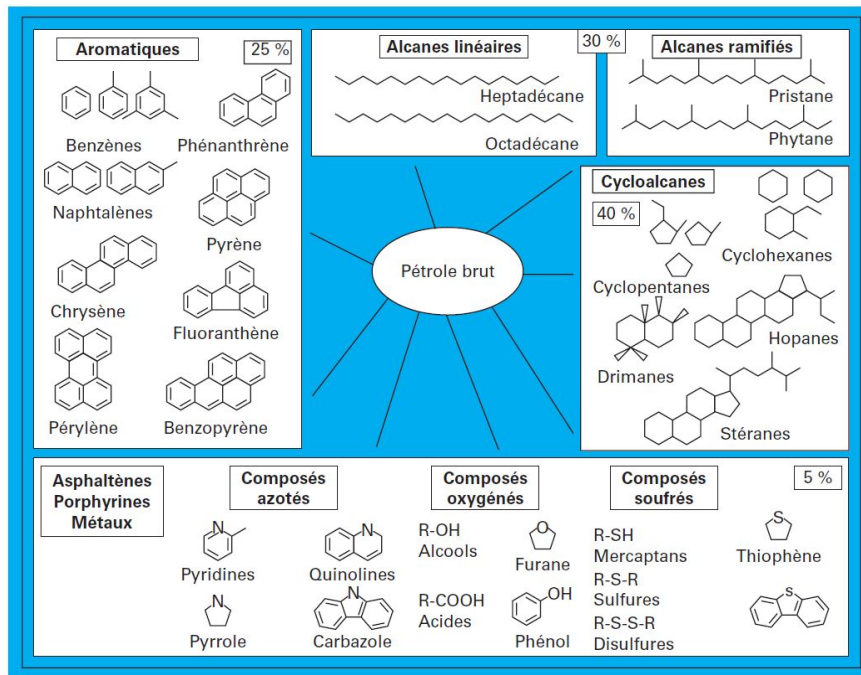 Aromatiques
25 %
Benzènes
Phénanthrène
Naphtalènes
Pyrène
Chrysène
Fluoranthène
Pérylène
Benzopyrène
Alcanes linéaires
30 %
Alcanes ramifiés
Heptadécane
Octadécane
Pristane
Phytane
Pétrole brut
Cycloalcanes
40 %
Cyclohexanes
Cyclopentanes
Hopanes
Drimanes
Stéranes
Asphaltènes
Porphyrines
Métaux
Composés
azotés
N
Pyridines
N
Quinolines
N
Pyrrole
N
Carbazole
Composés
oxygénés
R-OH
Alcools
O
Furane
R-COOH
Acides
OH
Phénol
Composés
soufrés
5 %
R-SH
Mercaptans
R-S-R
Sulfures
R-S-S-R
Disulfures
S
Thiophène
S